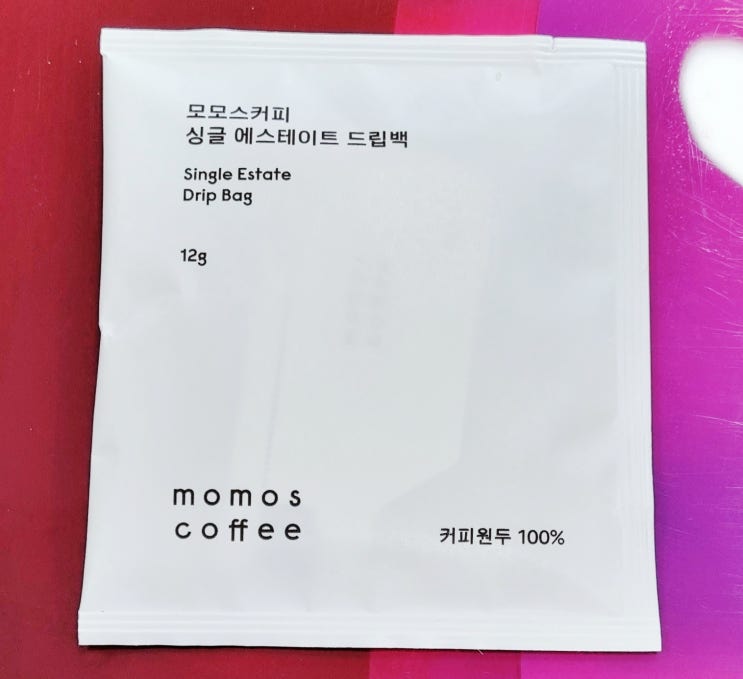 모모스커피
싱글 에스테이트 드립백
Single Estate
Drip Bag
12g
momos
coffee
커피원두 100%